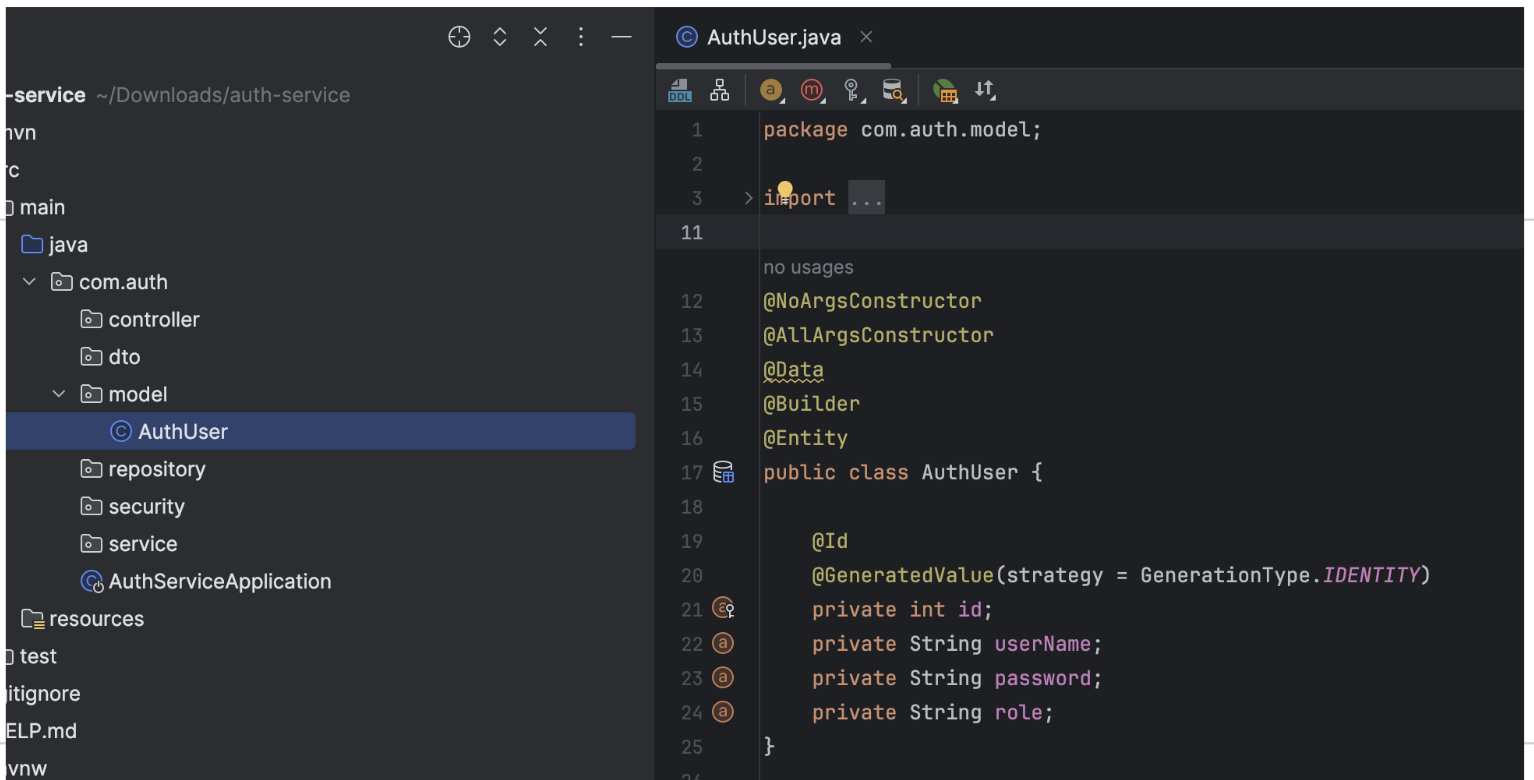 -service ~/Downloads/auth-service
nvn
rc
main
java
com.auth
controller
dto
model
AuthUser
repository
security
service
AuthServiceApplication
resources
test
gitignore
ELP.md
vnw
AuthUser.java
DDL
a
m
1 package com.auth.model;
2
3 import ...
11
no usages
12 @NoArgsConstructor
13 @AllArgsConstructor
14 @Data
15 @Builder
16 @Entity
17 public class AuthUser {
18
19 @Id
20 @GeneratedValue(strategy = GenerationType.IDENTITY)
21 private int id;
22 private String userName;
23 private String password;
24 private String role;
25 }